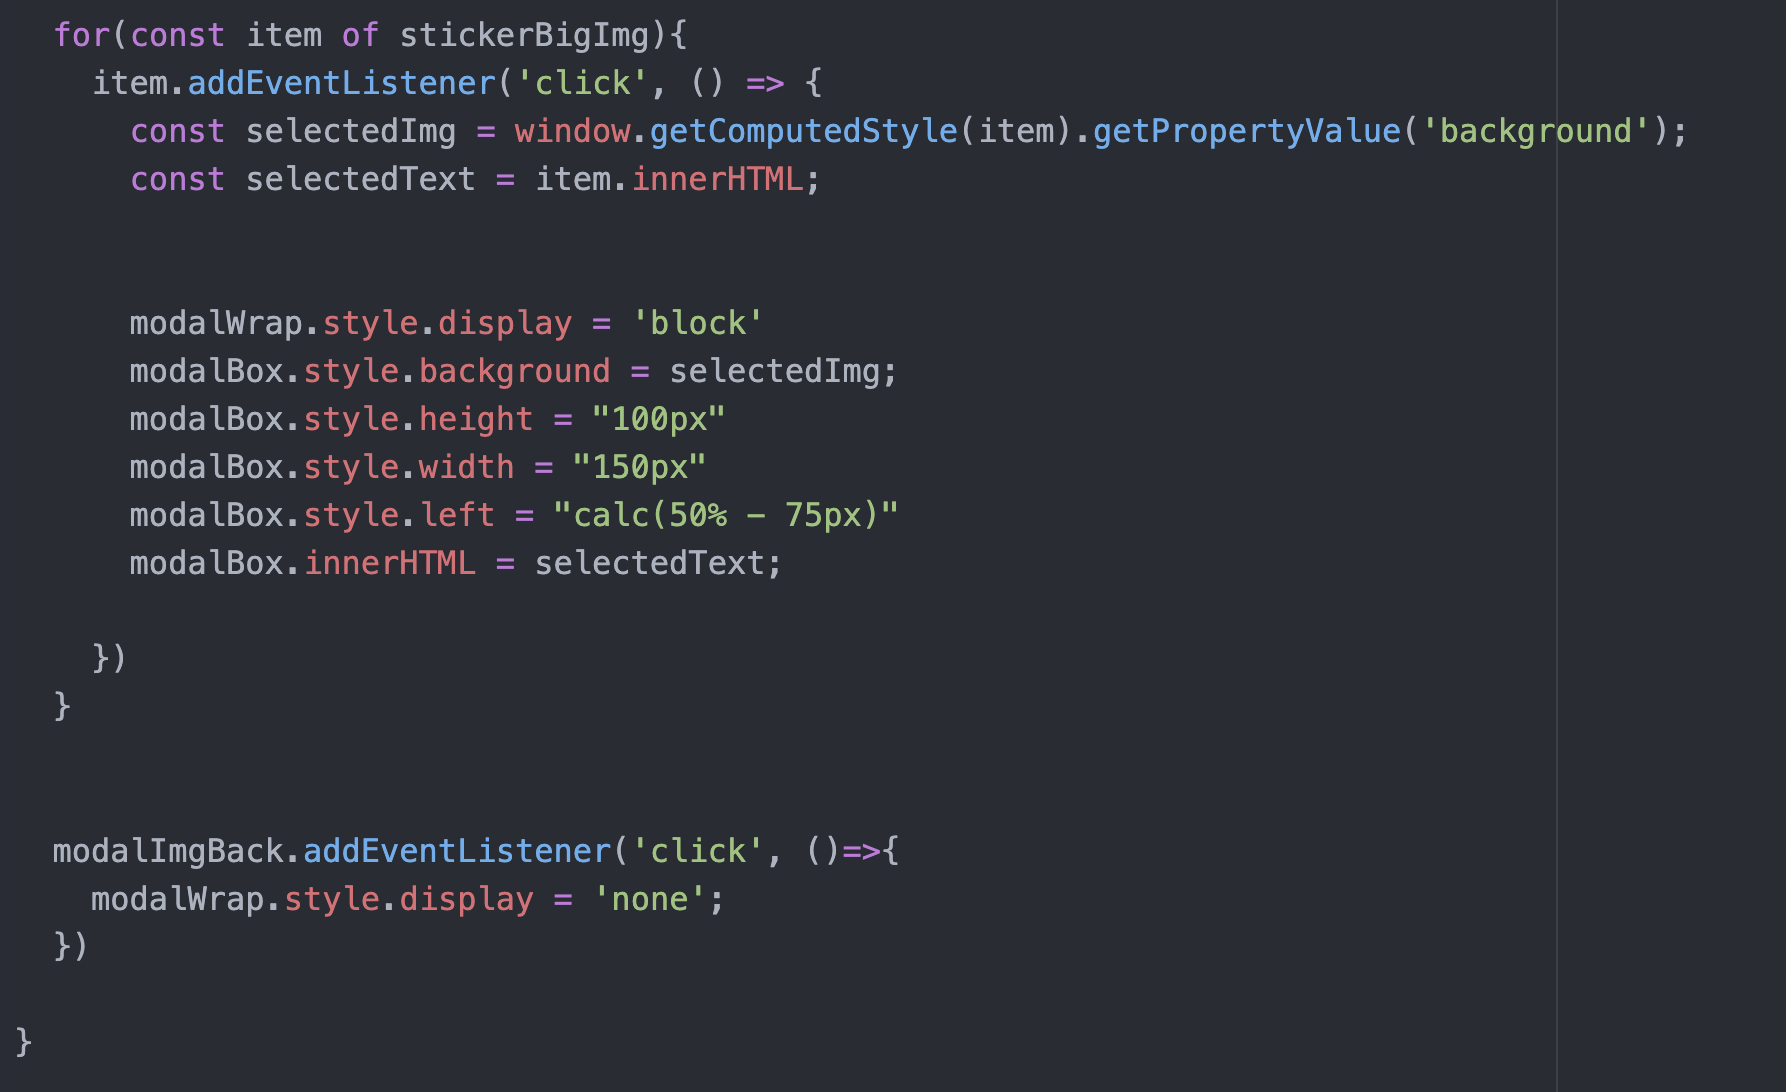 for(const item of stickerBigImg){
item.addEventListener('click', () => {
const selectedImg = window.getComputedStyle(item).getPropertyValue('background');
const selectedText = item.innerHTML;
modalWrap.style.display = 'block'
modalBox.style.background = selectedImg;
modalBox.style.height = "100px"
modalBox.style.width = "150px"
modalBox.style.left = "calc(50% - 75px)"
modalBox.innerHTML = selectedText;
})
}
modalImgBack.addEventListener('click', ()=>{
modalWrap.style.display = 'none';
})
}